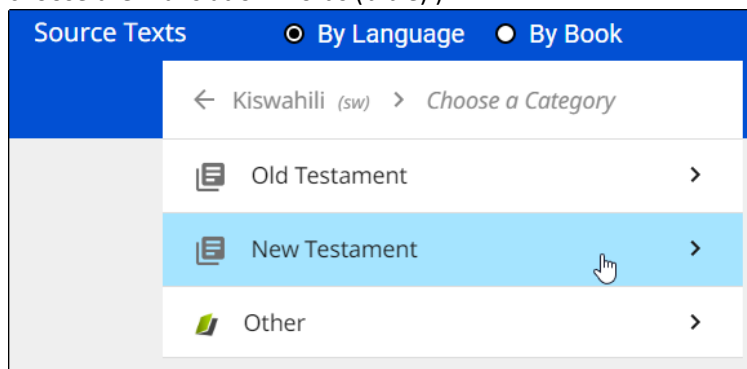 Source Texts By Language By Book
Kiswahili (sw) > Choose a Category
Old Testament
New Testament
Other